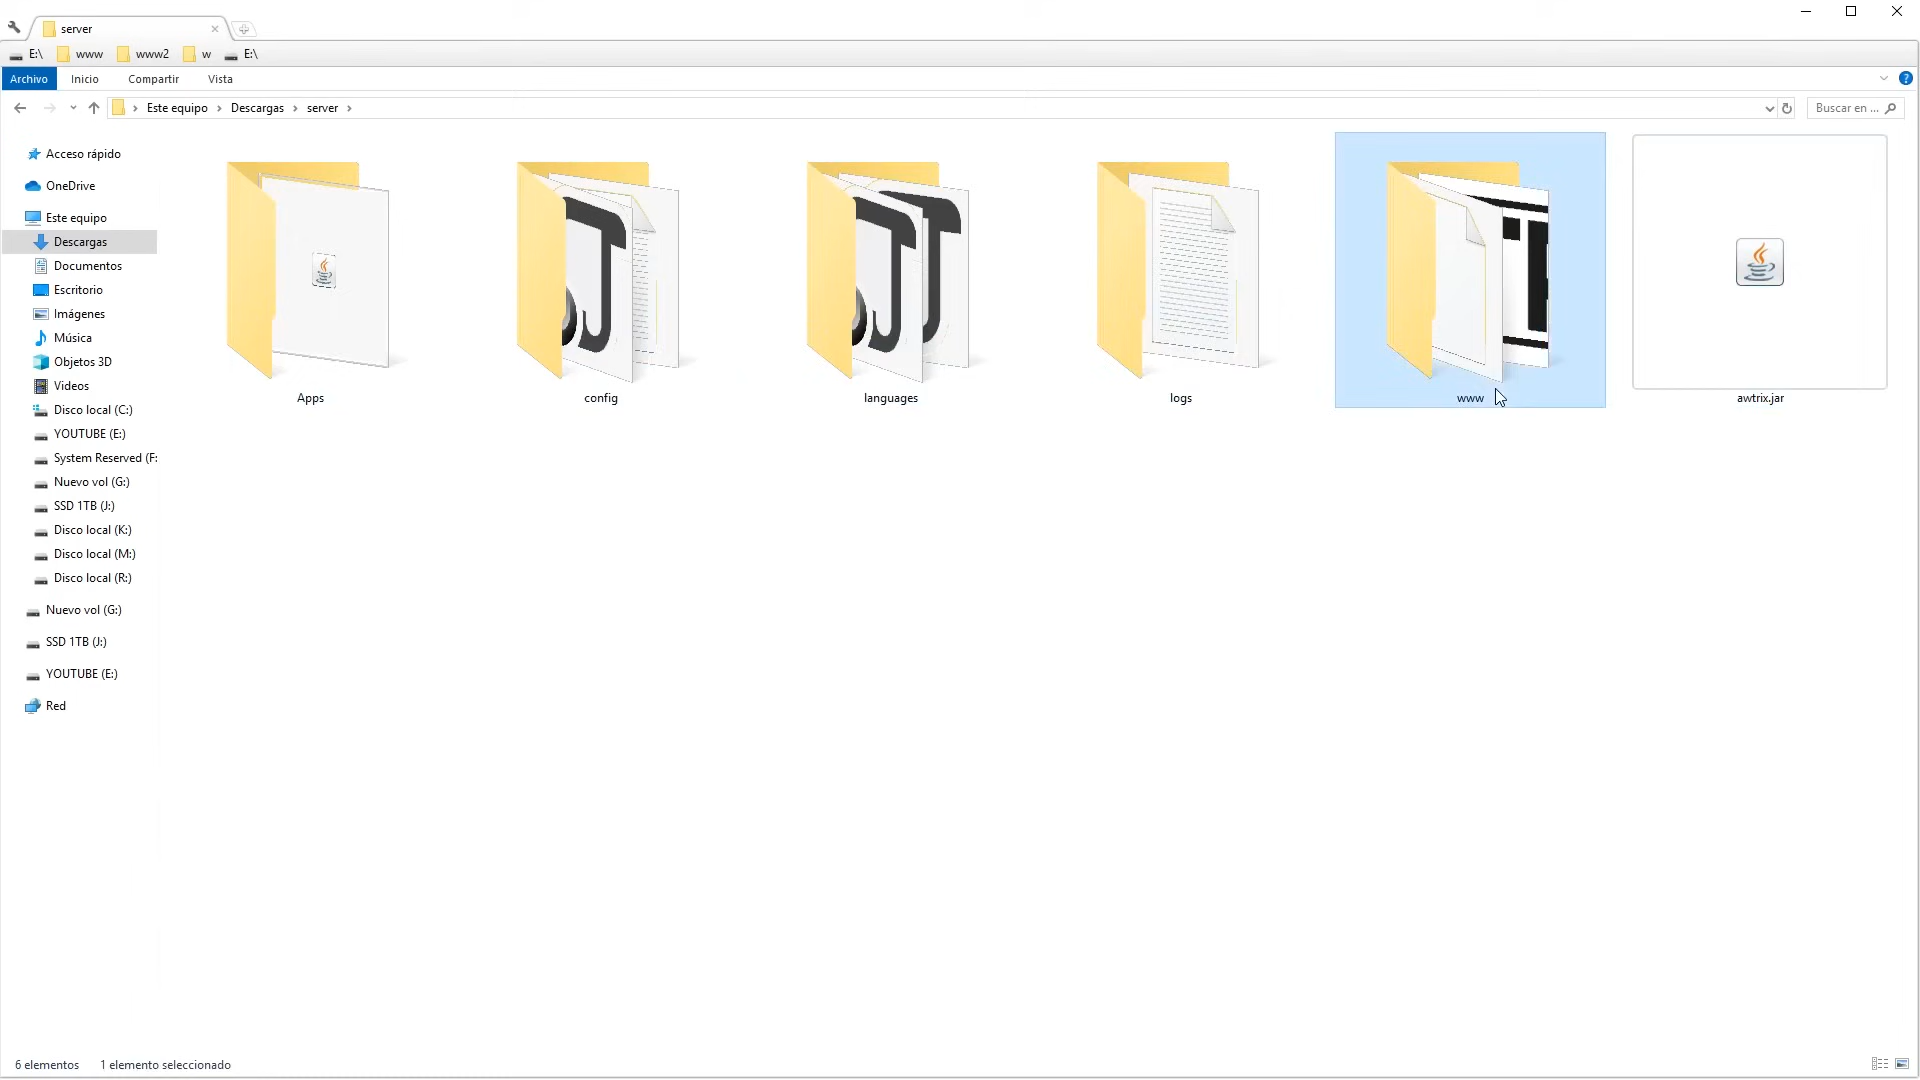 server
E:\ www www2 w E:\
Archivo Inicio Compartir Vista
Este equipo Descargas server
Buscar en ...
Acceso rápido
OneDrive
Este equipo
Descargas
Documentos
Escritorio
Imágenes
Música
Objetos 3D
Videos
Disco local (C:)
YOUTUBE (E:)
System Reserved (F:
Nuevo vol (G:)
SSD 1TB (J:)
Disco local (K:)
Disco local (M:)
Disco local (R:)
Nuevo vol (G:)
SSD 1TB (J:)
YOUTUBE (E:)
Red
Apps config languages logs www awtrix.jar
6 elementos 1 elemento seleccionado